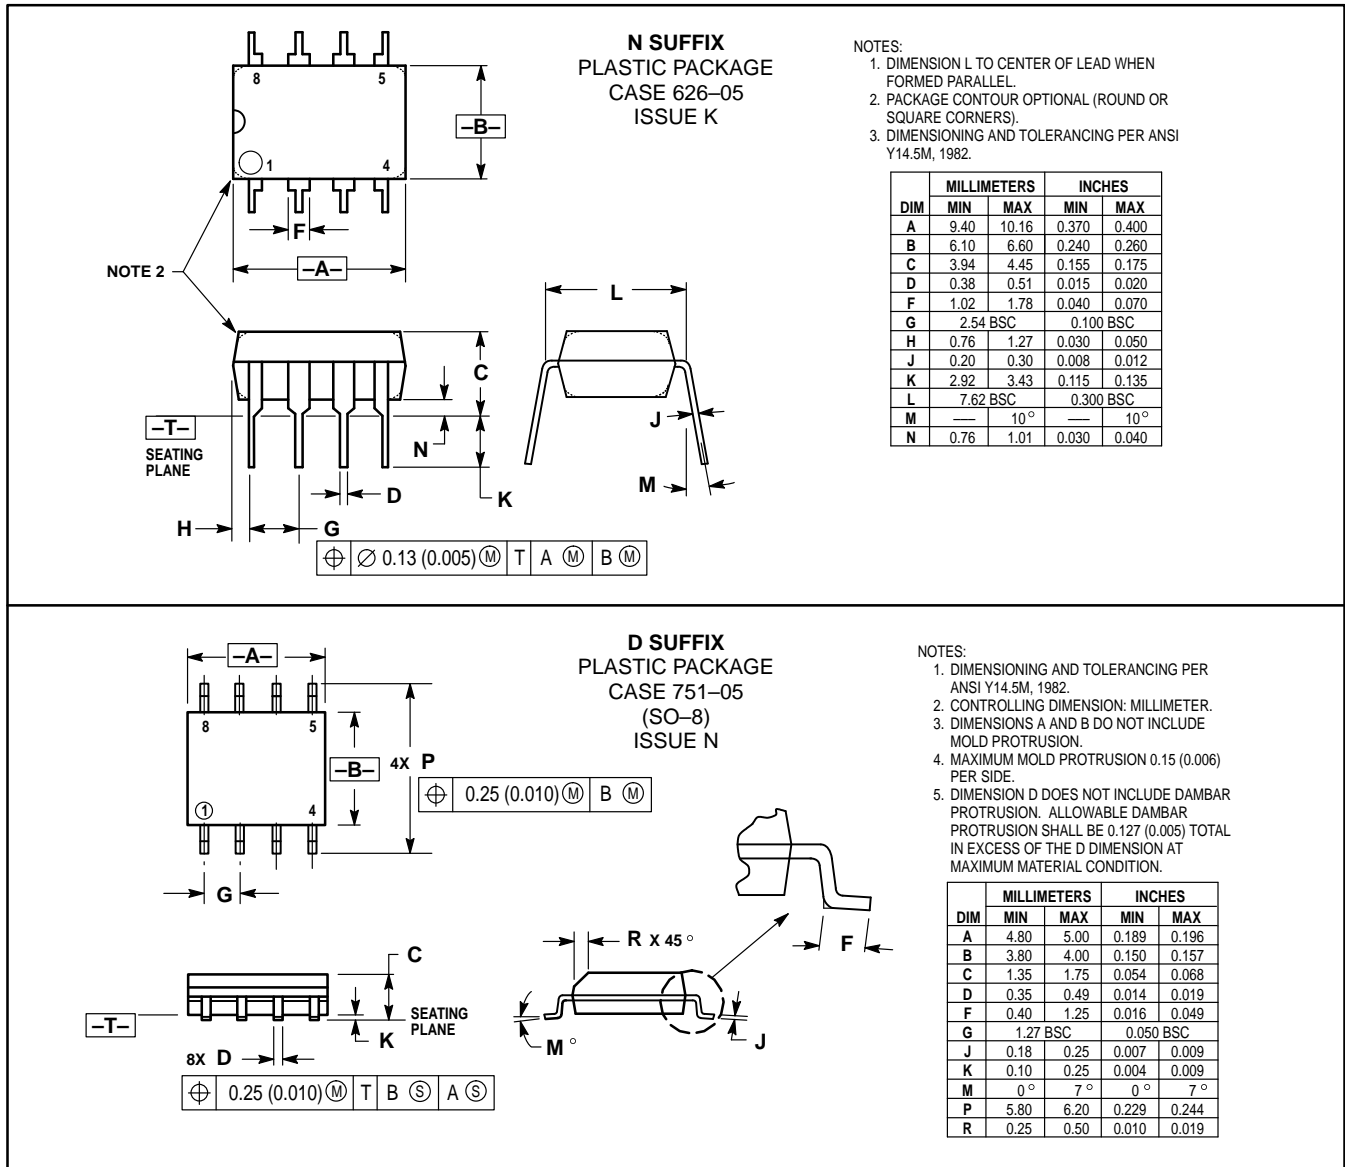 N SUFFIX
PLASTIC PACKAGE
CASE 626–05
ISSUE K
NOTES:
1. DIMENSION L TO CENTER OF LEAD WHEN
FORMED PARALLEL.
2. PACKAGE CONTOUR OPTIONAL (ROUND OR
SQUARE CORNERS).
3. DIMENSIONING AND TOLERANCING PER ANSI
Y14.5M, 1982.
8 5
–B–
1 4
F
NOTE 2
–A–
L
C
–T–
SEATING
PLANE
N
J
D
K
M
H
G
⌖ ∅ 0.13 (0.005) Ⓜ T A Ⓜ B Ⓜ
MILLIMETERS INCHES
DIM MIN MAX MIN MAX
A 9.40 10.16 0.370 0.400
B 6.10 6.60 0.240 0.260
C 3.94 4.45 0.155 0.175
D 0.38 0.51 0.015 0.020
F 1.02 1.78 0.040 0.070
G 2.54 BSC 0.100 BSC
H 0.76 1.27 0.030 0.050
J 0.20 0.30 0.008 0.012
K 2.92 3.43 0.115 0.135
L 7.62 BSC 0.300 BSC
M ––– 10° ––– 10°
N 0.76 1.01 0.030 0.040
D SUFFIX
PLASTIC PACKAGE
CASE 751–05
(SO–8)
ISSUE N
NOTES:
1. DIMENSIONING AND TOLERANCING PER
ANSI Y14.5M, 1982.
2. CONTROLLING DIMENSION: MILLIMETER.
3. DIMENSIONS A AND B DO NOT INCLUDE
MOLD PROTRUSION.
4. MAXIMUM MOLD PROTRUSION 0.15 (0.006)
PER SIDE.
5. DIMENSION D DOES NOT INCLUDE DAMBAR
PROTRUSION. ALLOWABLE DAMBAR
PROTRUSION SHALL BE 0.127 (0.005) TOTAL
IN EXCESS OF THE D DIMENSION AT
MAXIMUM MATERIAL CONDITION.
–A–
8 5
–B–
4X P
1 4
⌖ 0.25 (0.010) Ⓜ B Ⓜ
G
R X 45°
F
C
–T–
SEATING
PLANE
K
8X D
M°
J
⌖ 0.25 (0.010) Ⓜ T B Ⓢ A Ⓢ
MILLIMETERS INCHES
DIM MIN MAX MIN MAX
A 4.80 5.00 0.189 0.196
B 3.80 4.00 0.150 0.157
C 1.35 1.75 0.054 0.068
D 0.35 0.49 0.014 0.019
F 0.40 1.25 0.016 0.049
G 1.27 BSC 0.050 BSC
J 0.18 0.25 0.007 0.009
K 0.10 0.25 0.004 0.009
M 0° 7° 0° 7°
P 5.80 6.20 0.229 0.244
R 0.25 0.50 0.010 0.019